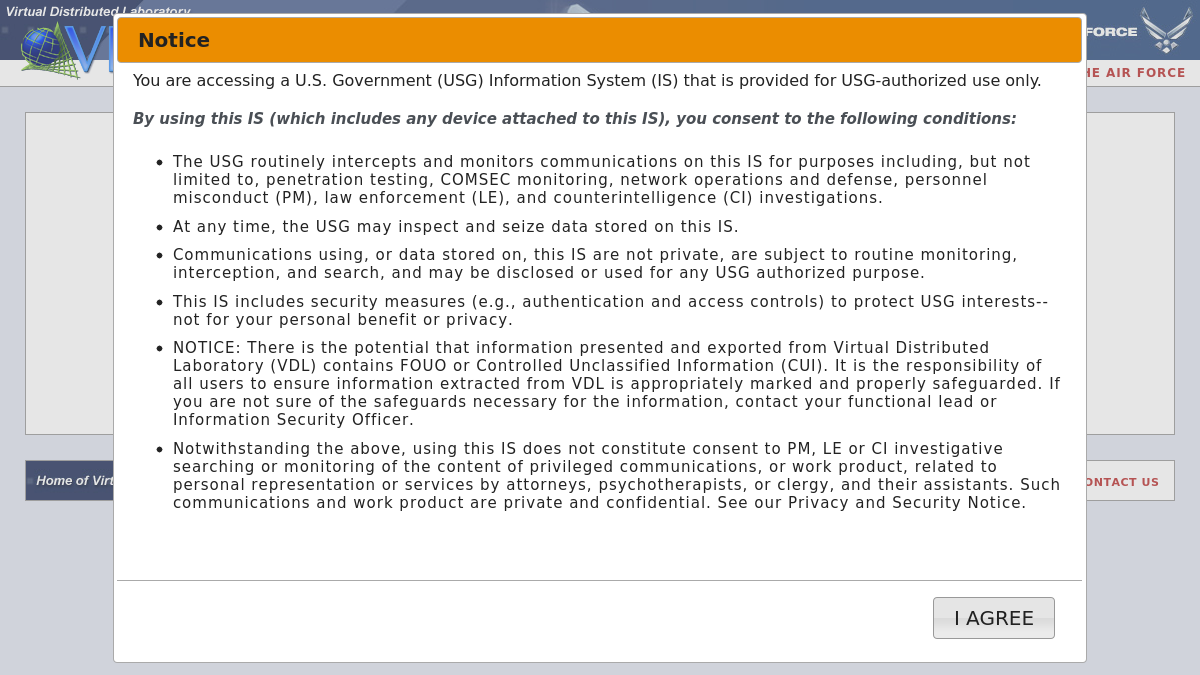 Virtual Distributed Laboratory
Notice
FORCE
HE AIR FORCE
You are accessing a U.S. Government (USG) Information System (IS) that is provided for USG-authorized use only.
By using this IS (which includes any device attached to this IS), you consent to the following conditions:
• The USG routinely intercepts and monitors communications on this IS for purposes including, but not
limited to, penetration testing, COMSEC monitoring, network operations and defense, personnel
misconduct (PM), law enforcement (LE), and counterintelligence (CI) investigations.
• At any time, the USG may inspect and seize data stored on this IS.
• Communications using, or data stored on, this IS are not private, are subject to routine monitoring,
interception, and search, and may be disclosed or used for any USG authorized purpose.
• This IS includes security measures (e.g., authentication and access controls) to protect USG interests--
not for your personal benefit or privacy.
• NOTICE: There is the potential that information presented and exported from Virtual Distributed
Laboratory (VDL) contains FOUO or Controlled Unclassified Information (CUI). It is the responsibility of
all users to ensure information extracted from VDL is appropriately marked and properly safeguarded. If
you are not sure of the safeguards necessary for the information, contact your functional lead or
Information Security Officer.
• Notwithstanding the above, using this IS does not constitute consent to PM, LE or CI investigative
searching or monitoring of the content of privileged communications, or work product, related to
personal representation or services by attorneys, psychotherapists, or clergy, and their assistants. Such
communications and work product are private and confidential. See our Privacy and Security Notice.
Home of Virt
ONTACT US
I AGREE